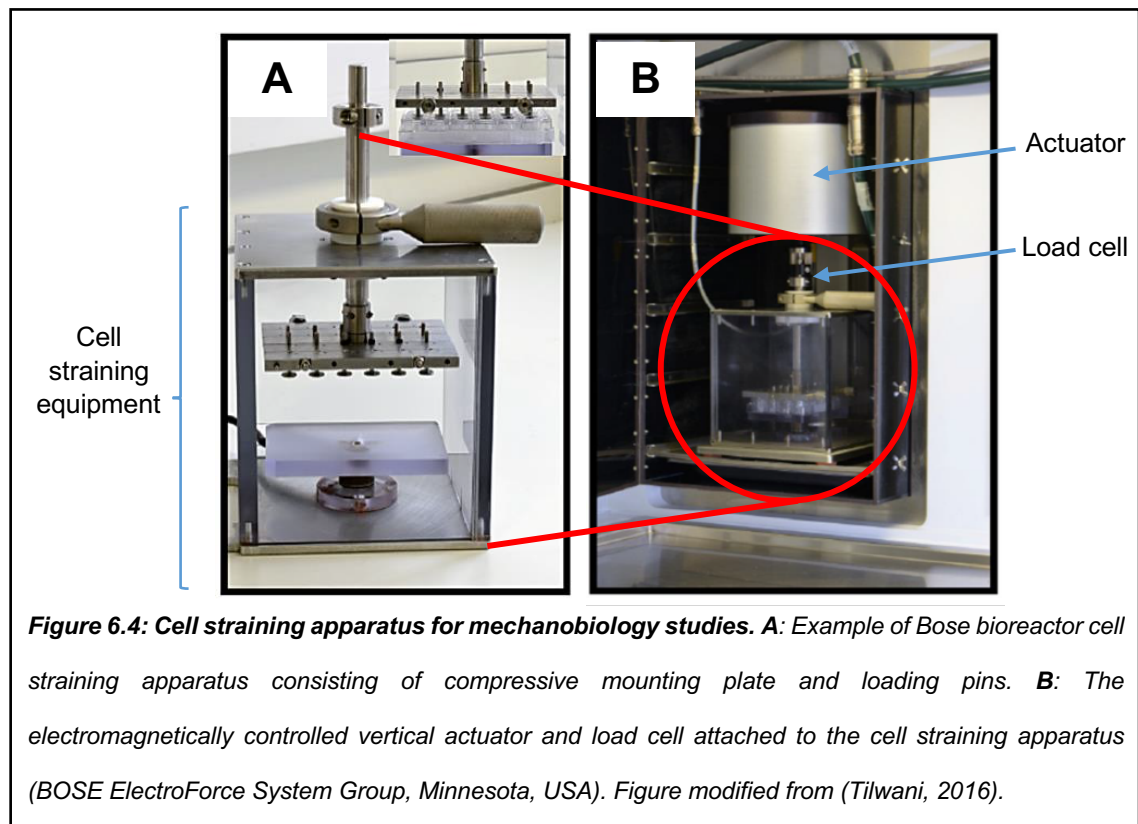 A
B
Actuator
Load cell
Cell
straining
equipment
Figure 6.4: Cell straining apparatus for mechanobiology studies. A: Example of Bose bioreactor cell
straining apparatus consisting of compressive mounting plate and loading pins. B: The
electromagnetically controlled vertical actuator and load cell attached to the cell straining apparatus
(BOSE ElectroForce System Group, Minnesota, USA). Figure modified from (Tilwani, 2016).